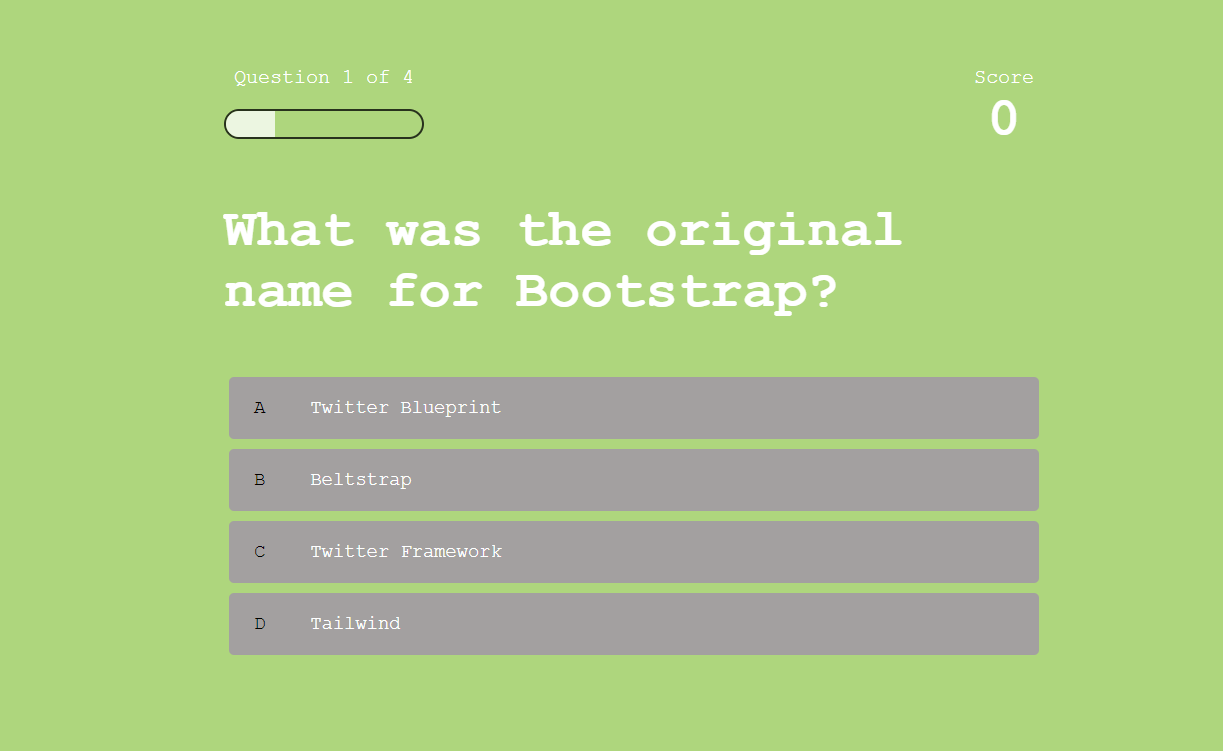 Question 1 of 4
Score
0
What was the original
name for Bootstrap?
A Twitter Blueprint
B Beltstrap
C Twitter Framework
D Tailwind